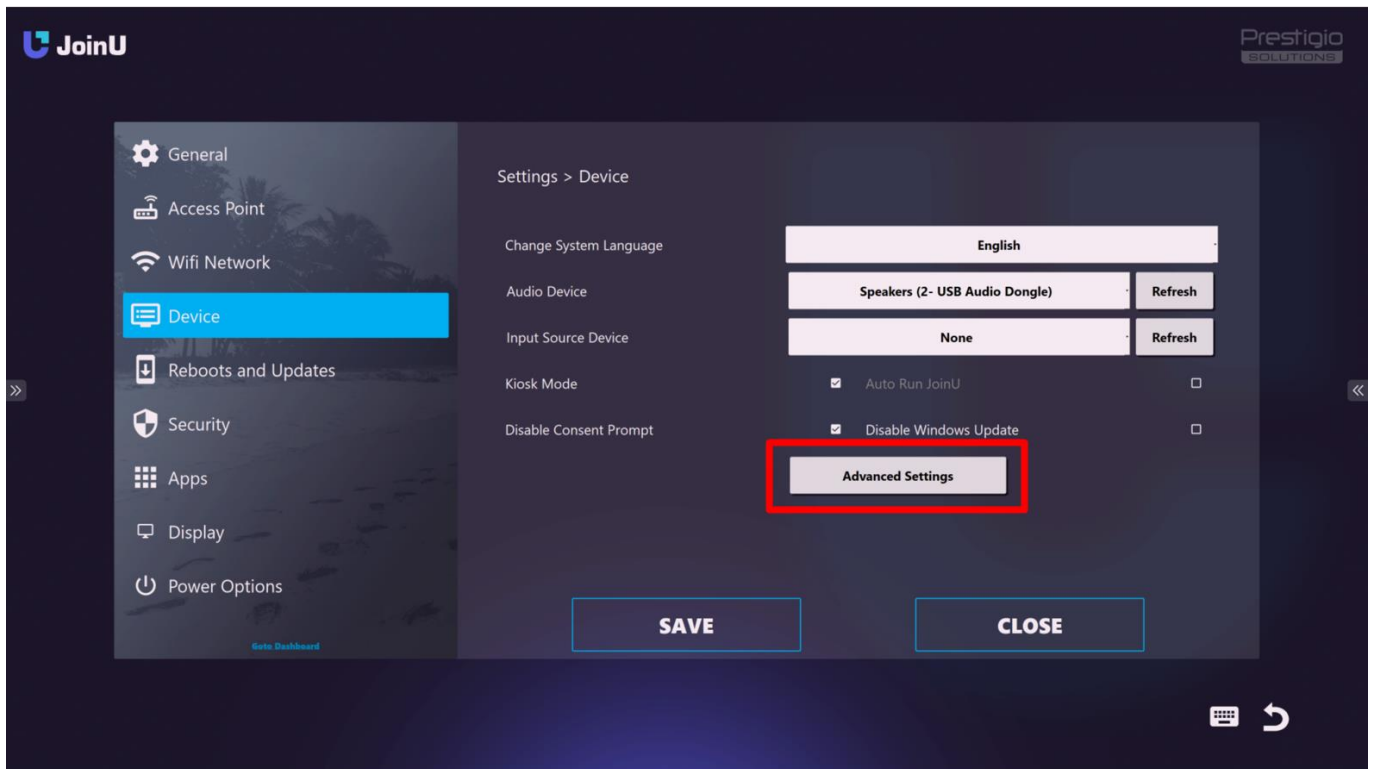 JoinU
Prestigio
SOLUTIONS
General
Access Point
Wifi Network
Device
Reboots and Updates
Security
Apps
Display
Power Options
Goto Dashboard
Settings > Device
Change System Language English
Audio Device Speakers (2- USB Audio Dongle) Refresh
Input Source Device None Refresh
Kiosk Mode Auto Run JoinU
Disable Consent Prompt Disable Windows Update
Advanced Settings
SAVE CLOSE